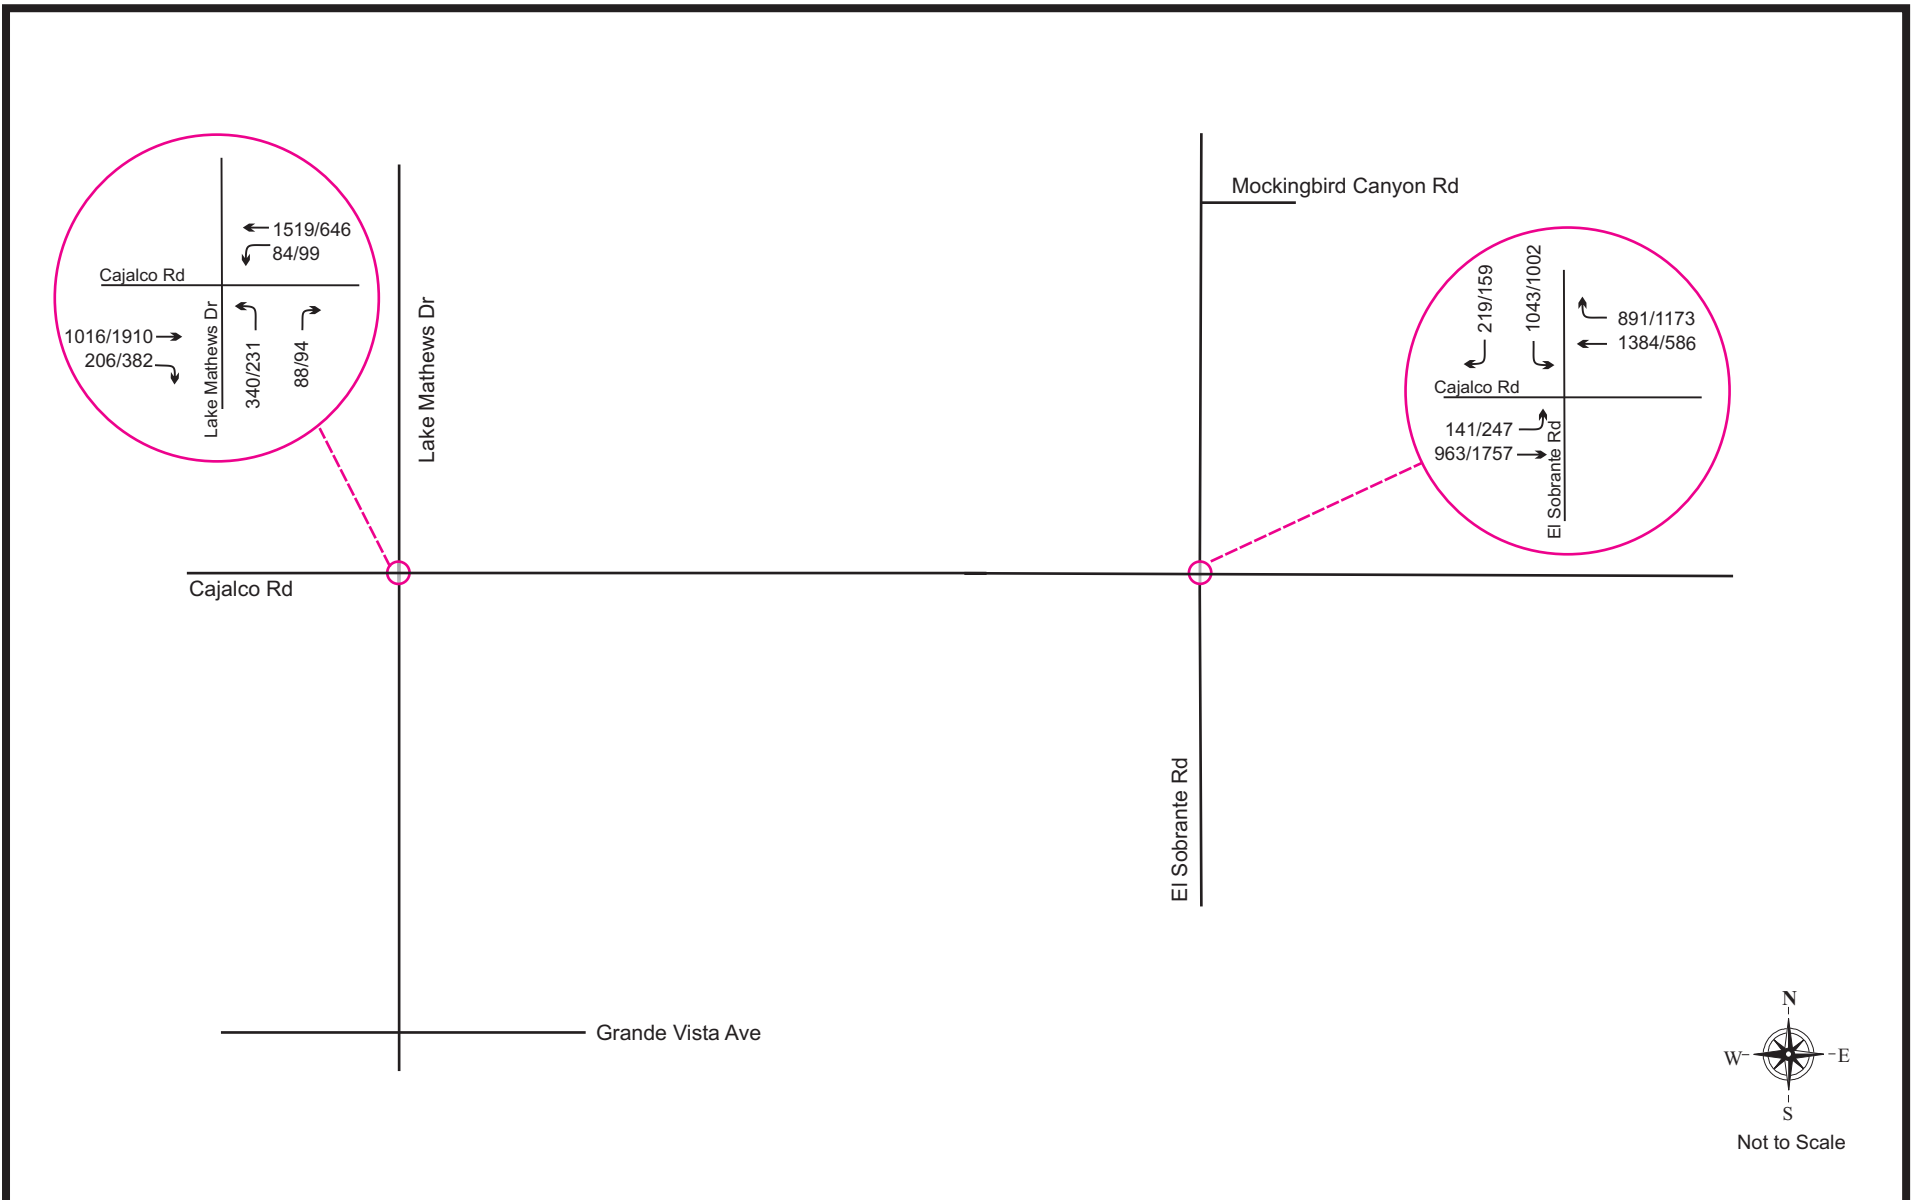 Mockingbird Canyon Rd
1519/646
84/99
Cajalco Rd
Lake Mathews Dr
1016/1910
206/382
340/231
88/94
Lake Mathews Dr
219/159
1043/1002
891/1173
1384/586
Cajalco Rd
141/247
963/1757
El Sobrante Rd
Cajalco Rd
El Sobrante Rd
Grande Vista Ave
N
W
E
S
Not to Scale